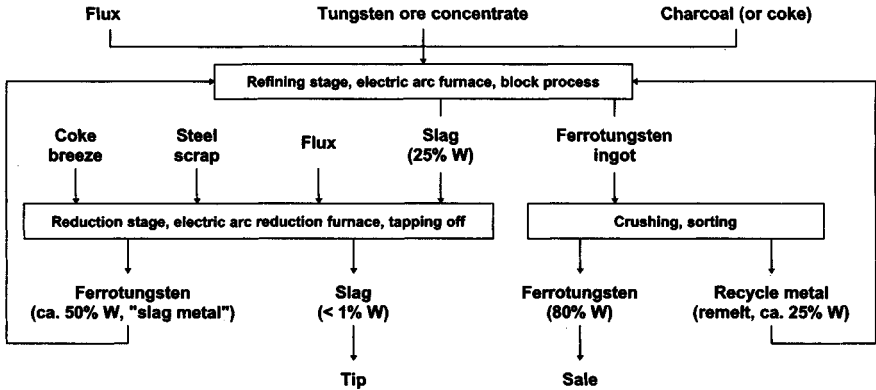 Flux
Tungsten ore concentrate
Charcoal (or coke)
Refining stage, electric arc furnace, block process
Coke
breeze
Steel
scrap
Flux
Slag
(25% W)
Ferrotungsten
ingot
Reduction stage, electric arc reduction furnace, tapping off
Crushing, sorting
Ferrotungsten
(ca. 50% W, "slag metal")
Slag
(< 1% W)
Ferrotungsten
(80% W)
Recycle metal
(remelt, ca. 25% W)
Tip
Sale